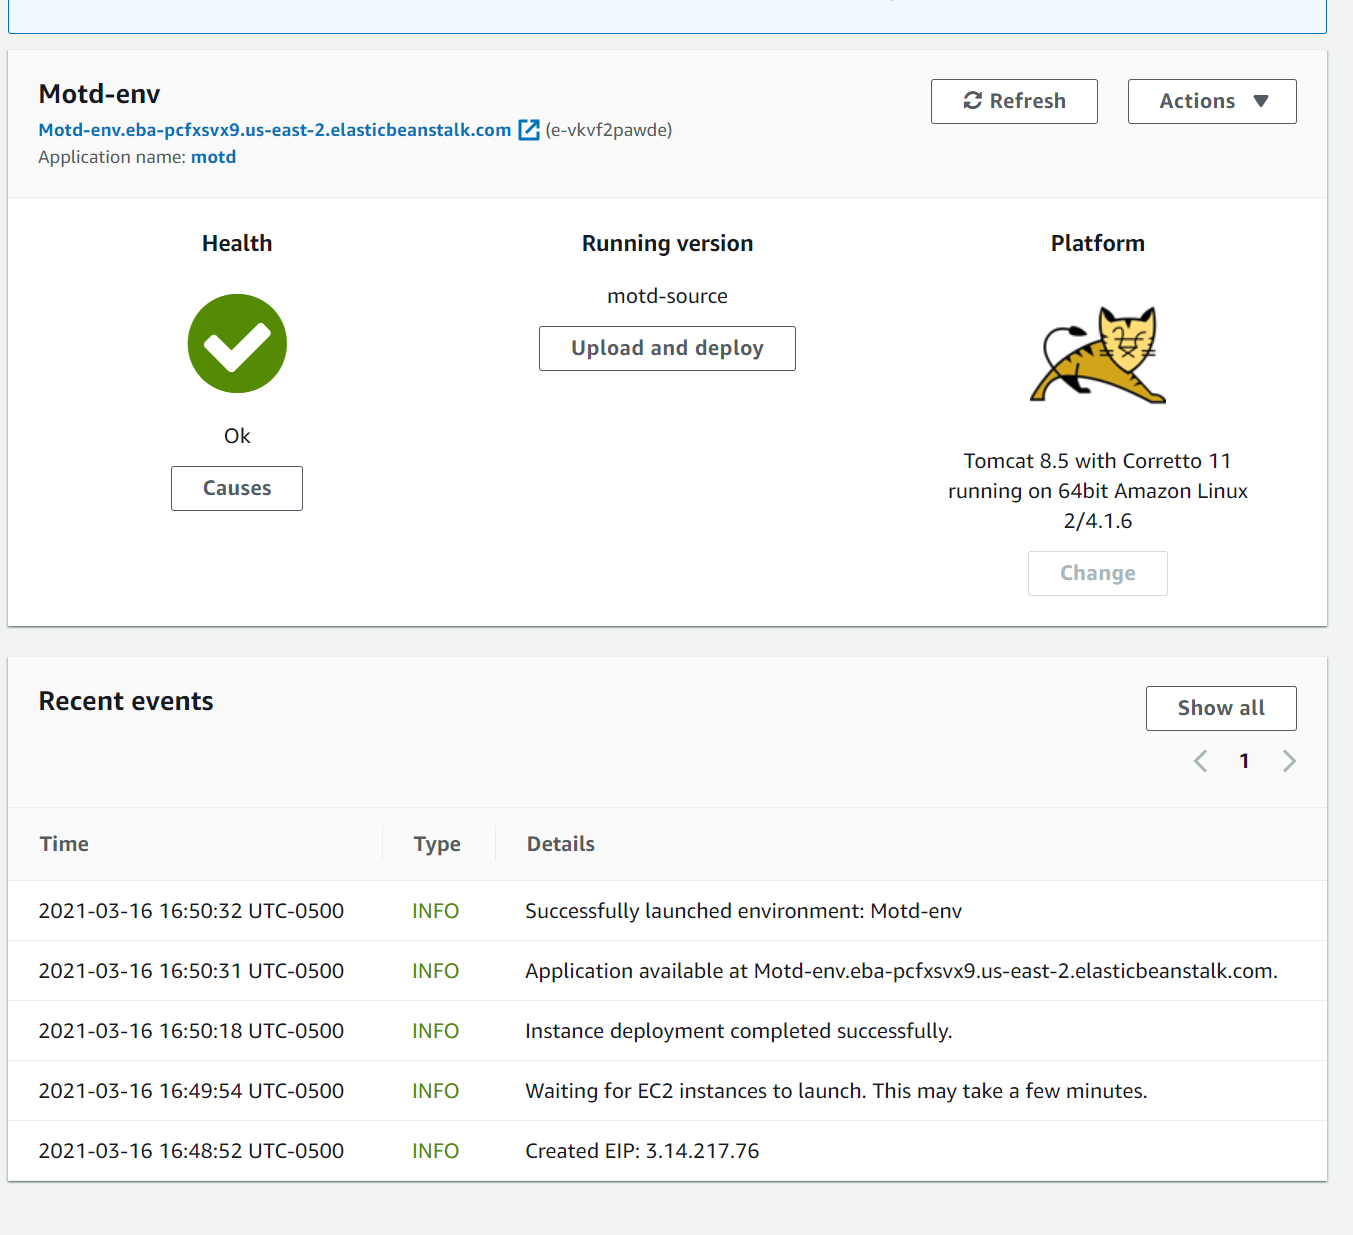 Motd-env
Refresh
Actions
Motd-env.eba-pcfxsvx9.us-east-2.elasticbeanstalk.com (e-vkvf2pawde)
Application name: motd
Health
Ok
Causes
Running version
motd-source
Upload and deploy
Platform
Tomcat 8.5 with Corretto 11
running on 64bit Amazon Linux
2/4.1.6
Change
Recent events
Show all
1
Time Type Details
2021-03-16 16:50:32 UTC-0500 INFO Successfully launched environment: Motd-env
2021-03-16 16:50:31 UTC-0500 INFO Application available at Motd-env.eba-pcfxsvx9.us-east-2.elasticbeanstalk.com.
2021-03-16 16:50:18 UTC-0500 INFO Instance deployment completed successfully.
2021-03-16 16:49:54 UTC-0500 INFO Waiting for EC2 instances to launch. This may take a few minutes.
2021-03-16 16:48:52 UTC-0500 INFO Created EIP: 3.14.217.76